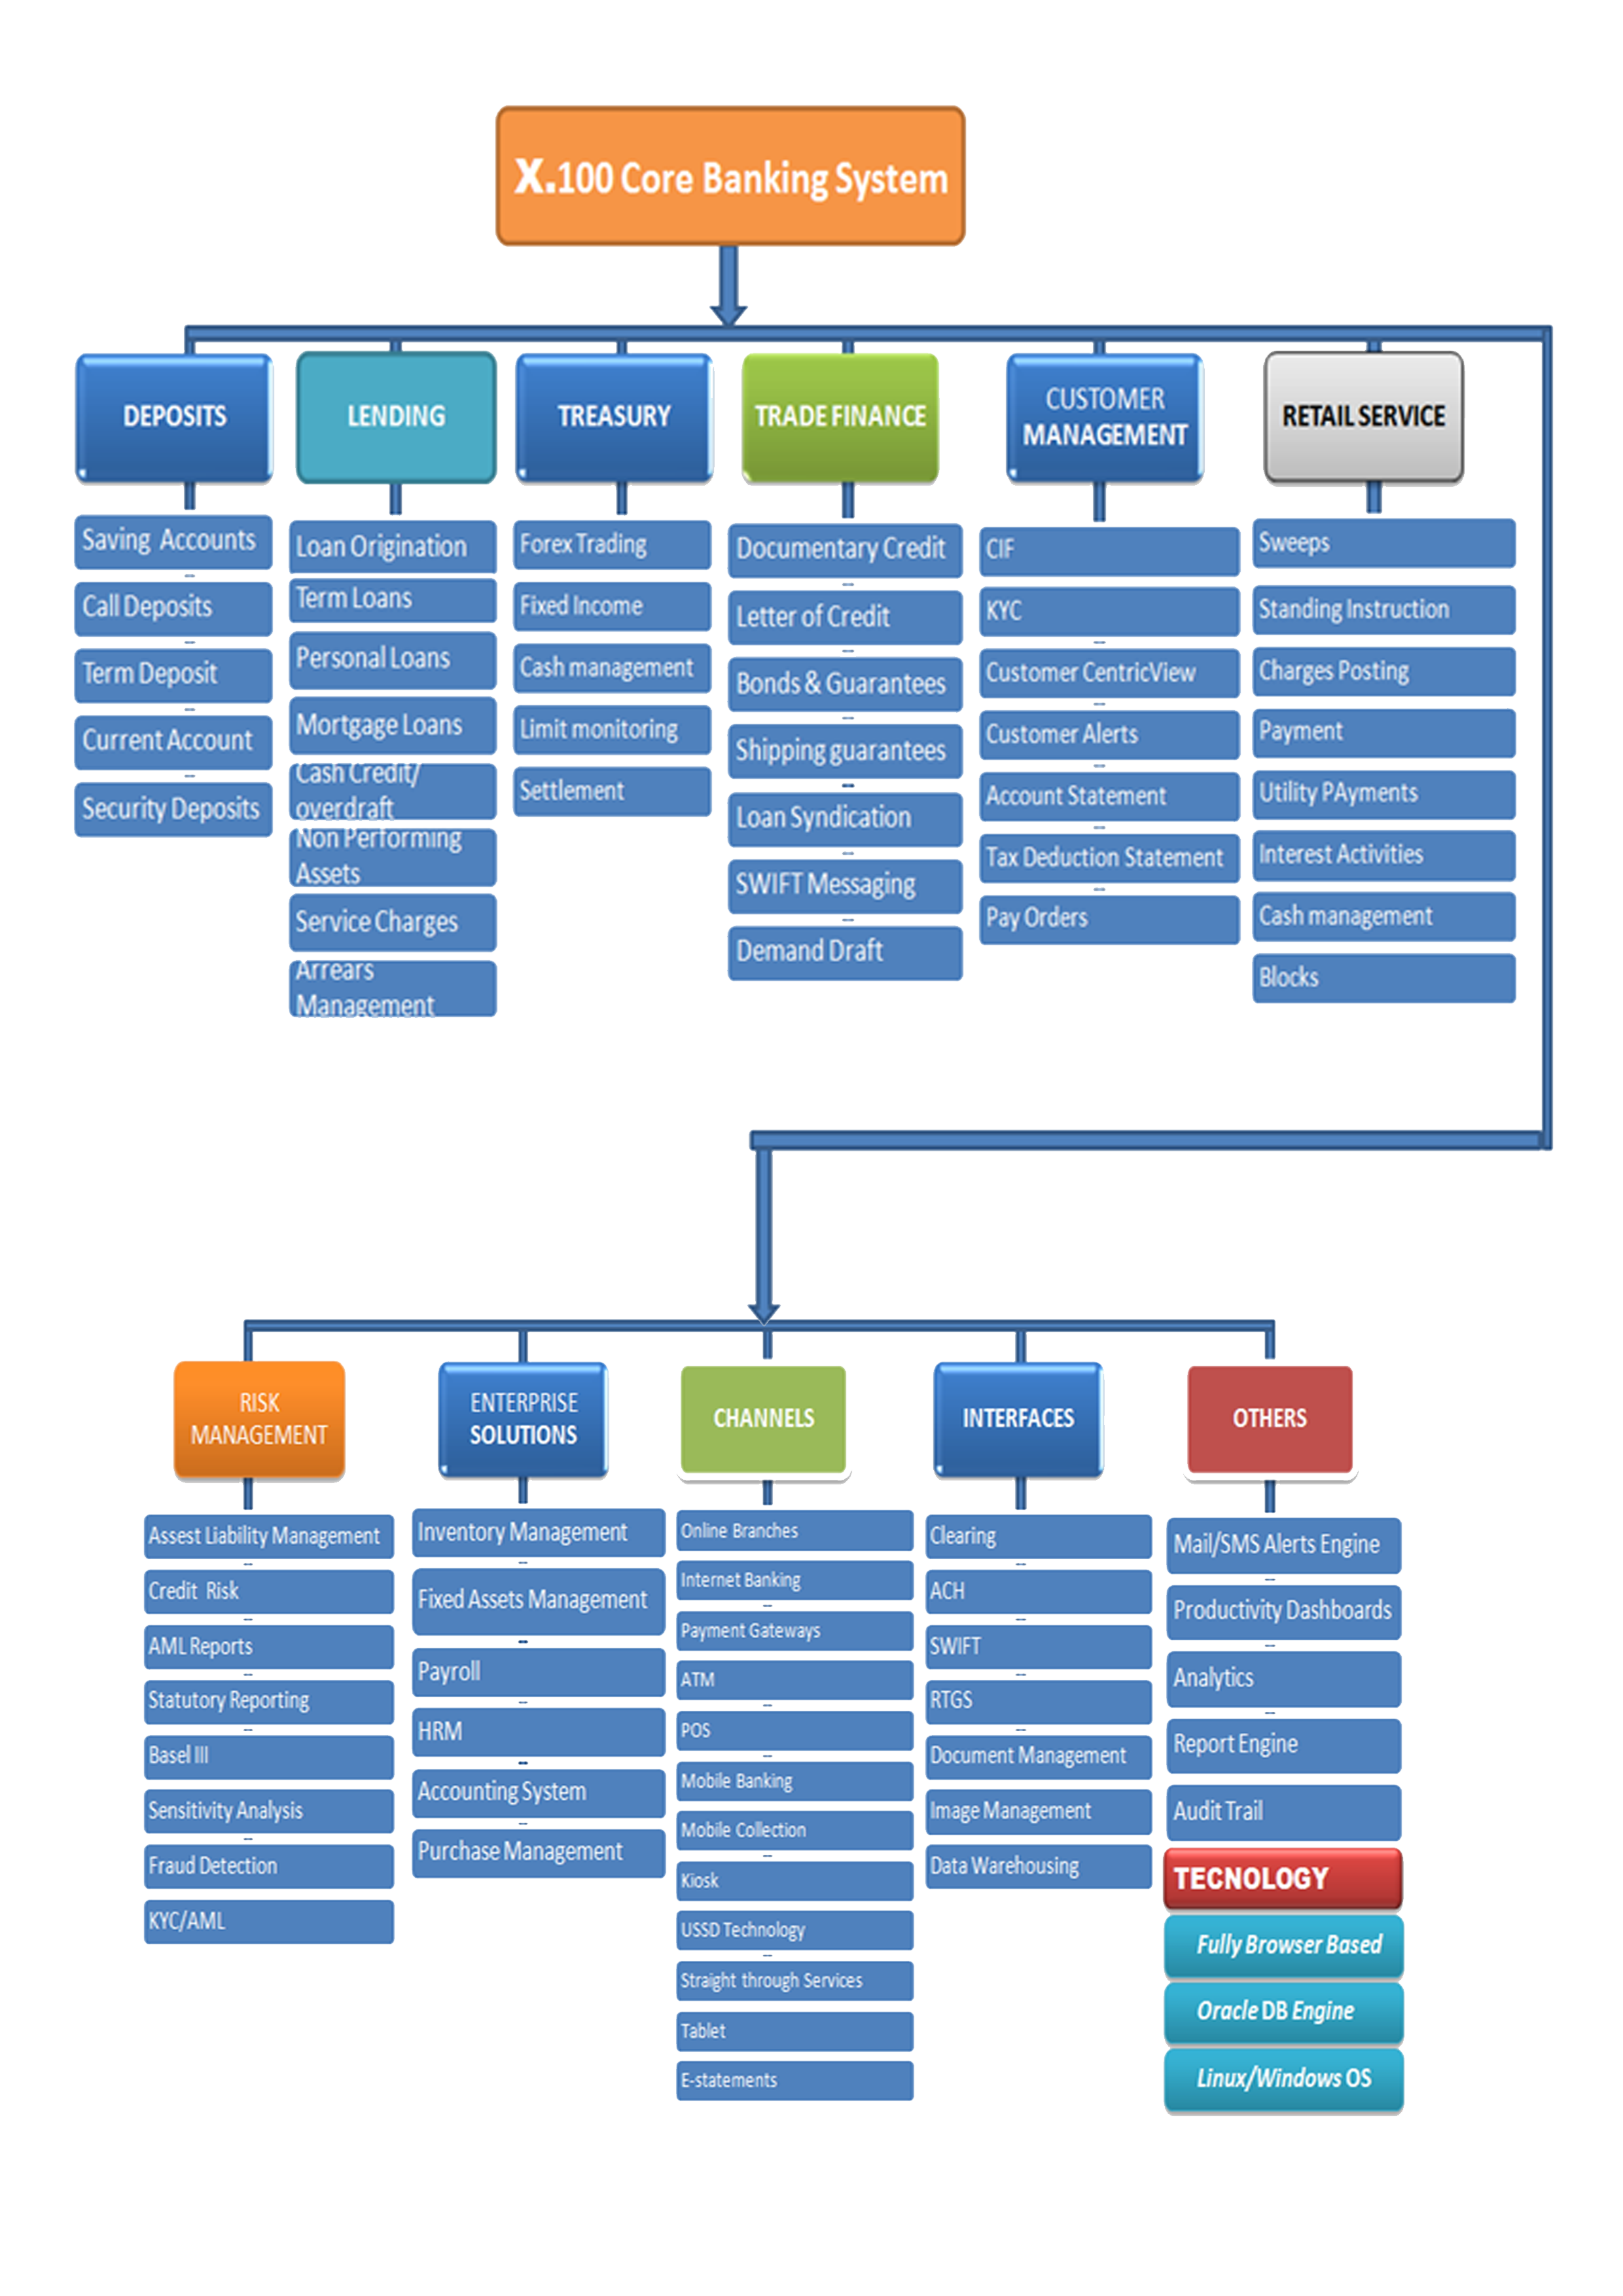 X.100 Core Banking System
DEPOSITS
Saving Accounts
Call Deposits
Term Deposit
Current Account
Security Deposits
LENDING
Loan Origination
Term Loans
Personal Loans
Mortgage Loans
Cash Credit/
overdraft
Non Performing
Assets
Service Charges
Arrears
Management
TREASURY
Forex Trading
Fixed Income
Cash management
Limit monitoring
Settlement
TRADE FINANCE
Documentary Credit
Letter of Credit
Bonds & Guarantees
Shipping guarantees
Loan Syndication
SWIFT Messaging
Demand Draft
CUSTOMER
MANAGEMENT
CIF
KYC
Customer CentricView
Customer Alerts
Account Statement
Tax Deduction Statement
Pay Orders
RETAIL SERVICE
Sweeps
Standing Instruction
Charges Posting
Payment
Utility PAyments
Interest Activities
Cash management
Blocks
RISK
MANAGEMENT
Assest Liability Management
Credit Risk
AML Reports
Statutory Reporting
Basel III
Sensitivity Analysis
Fraud Detection
KYC/AML
ENTERPRISE
SOLUTIONS
Inventory Management
Fixed Assets Management
Payroll
HRM
Accounting System
Purchase Management
CHANNELS
Online Branches
Internet Banking
Payment Gateways
ATM
POS
Mobile Banking
Mobile Collection
Kiosk
USSD Technology
Straight through Services
Tablet
E-statements
INTERFACES
Clearing
ACH
SWIFT
RTGS
Document Management
Image Management
Data Warehousing
OTHERS
Mail/SMS Alerts Engine
Productivity Dashboards
Analytics
Report Engine
Audit Trail
TECNOLOGY
Fully Browser Based
Oracle DB Engine
Linux/Windows OS